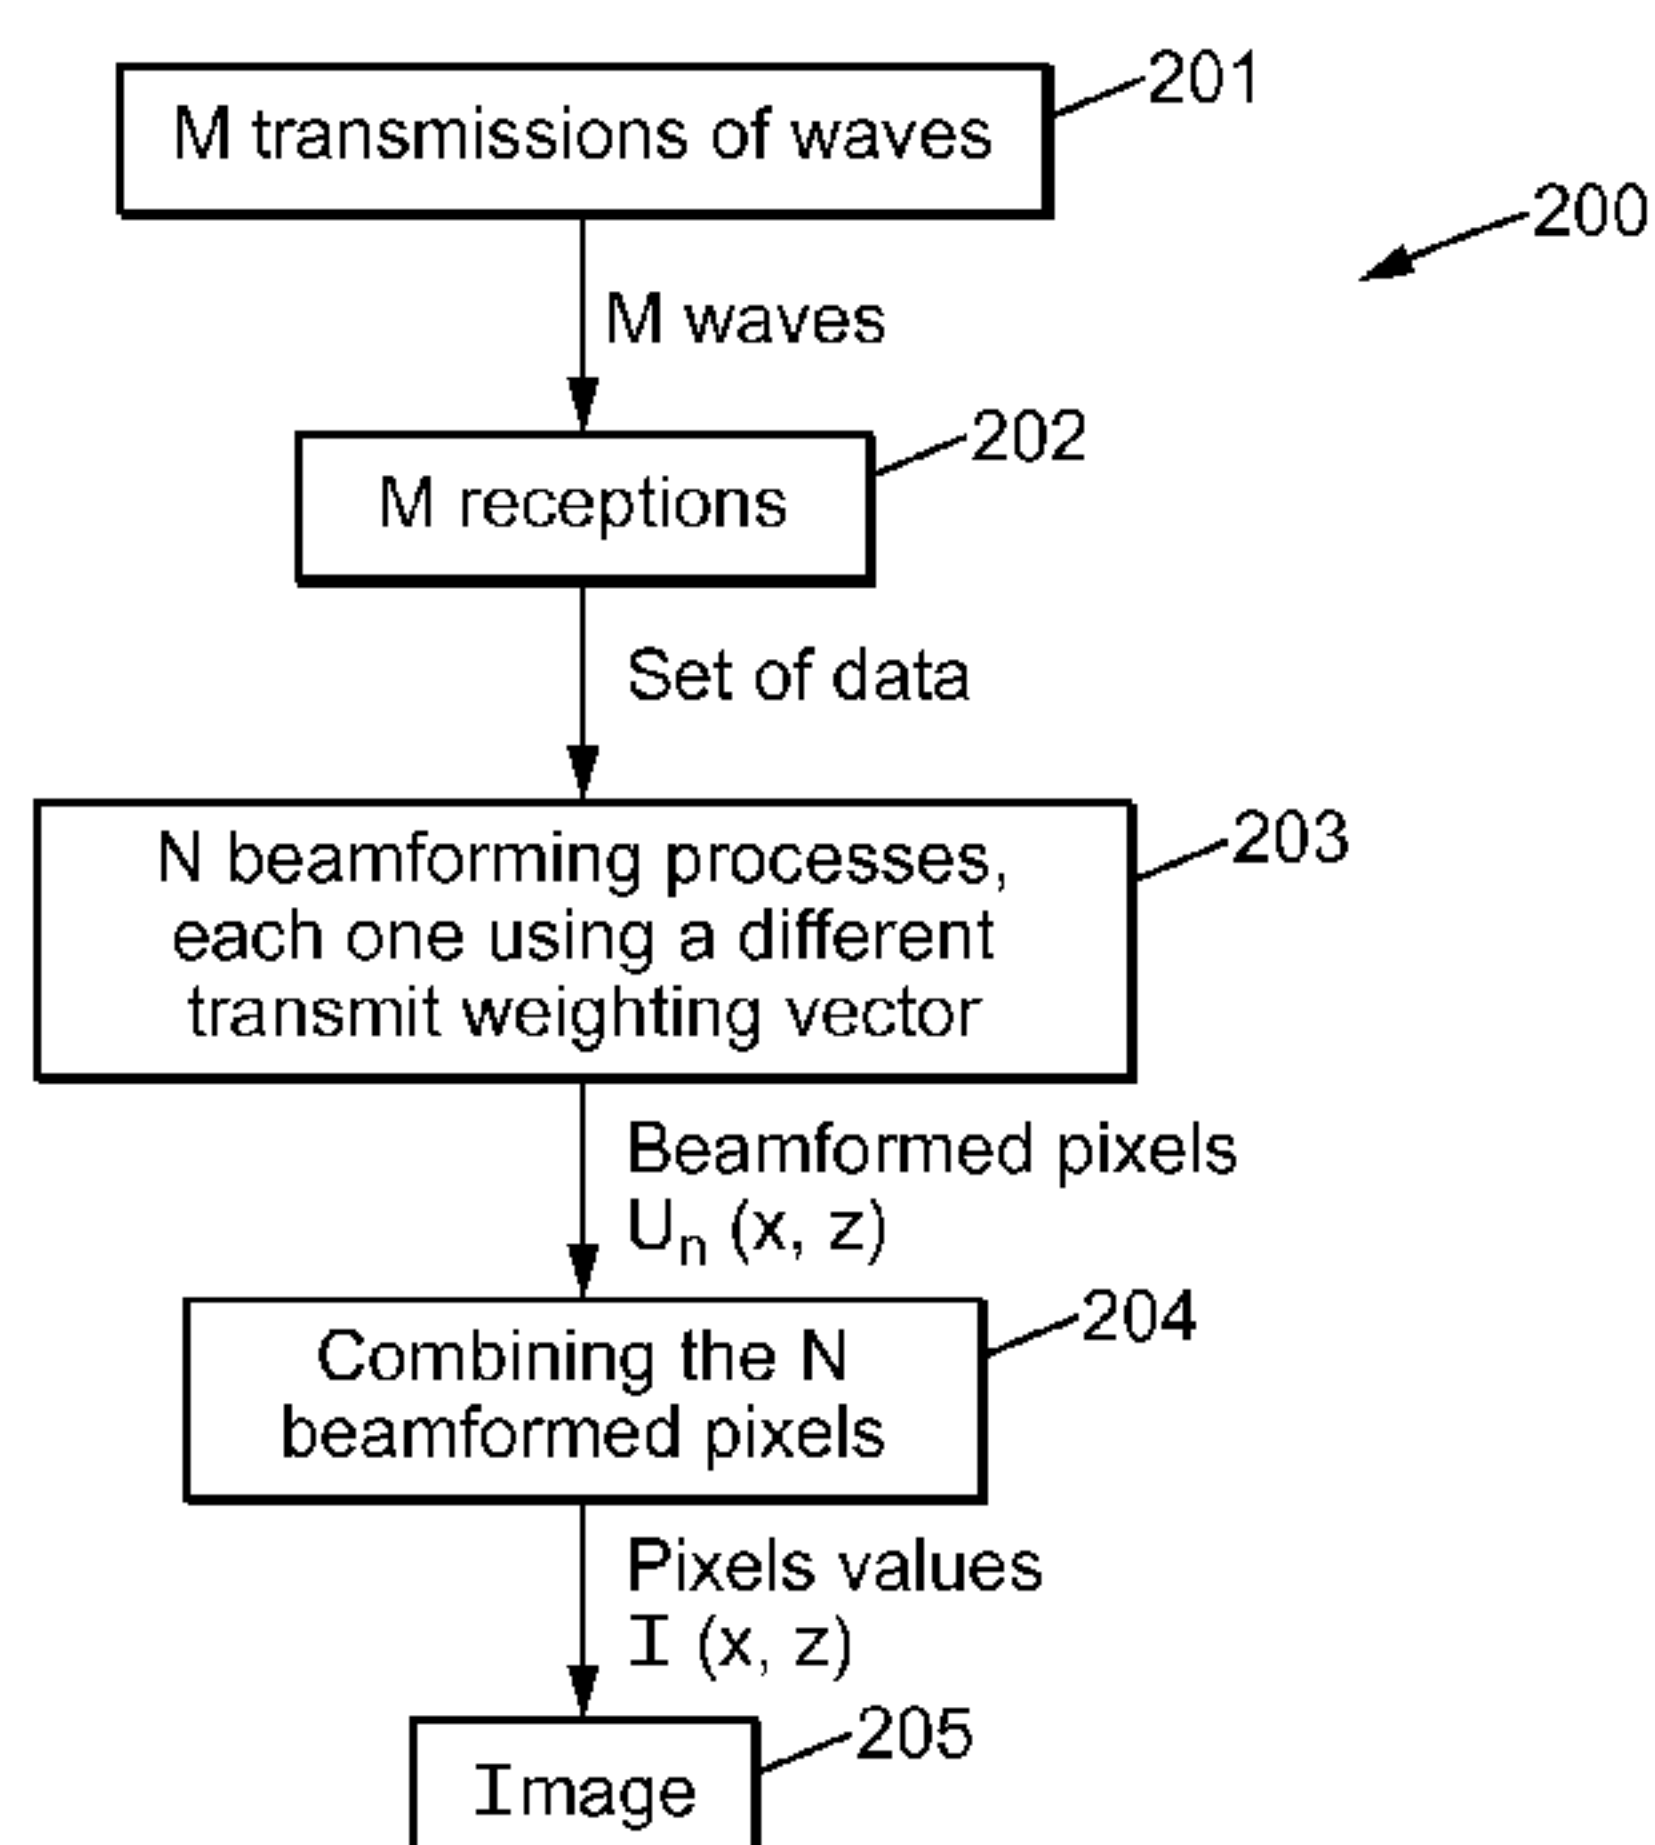 M transmissions of waves
201
200
M waves
M receptions
202
Set of data
N beamforming processes,
each one using a different
transmit weighting vector
203
Beamformed pixels
Un (x, z)
Combining the N
beamformed pixels
204
Pixels values
I (x, z)
Image
205